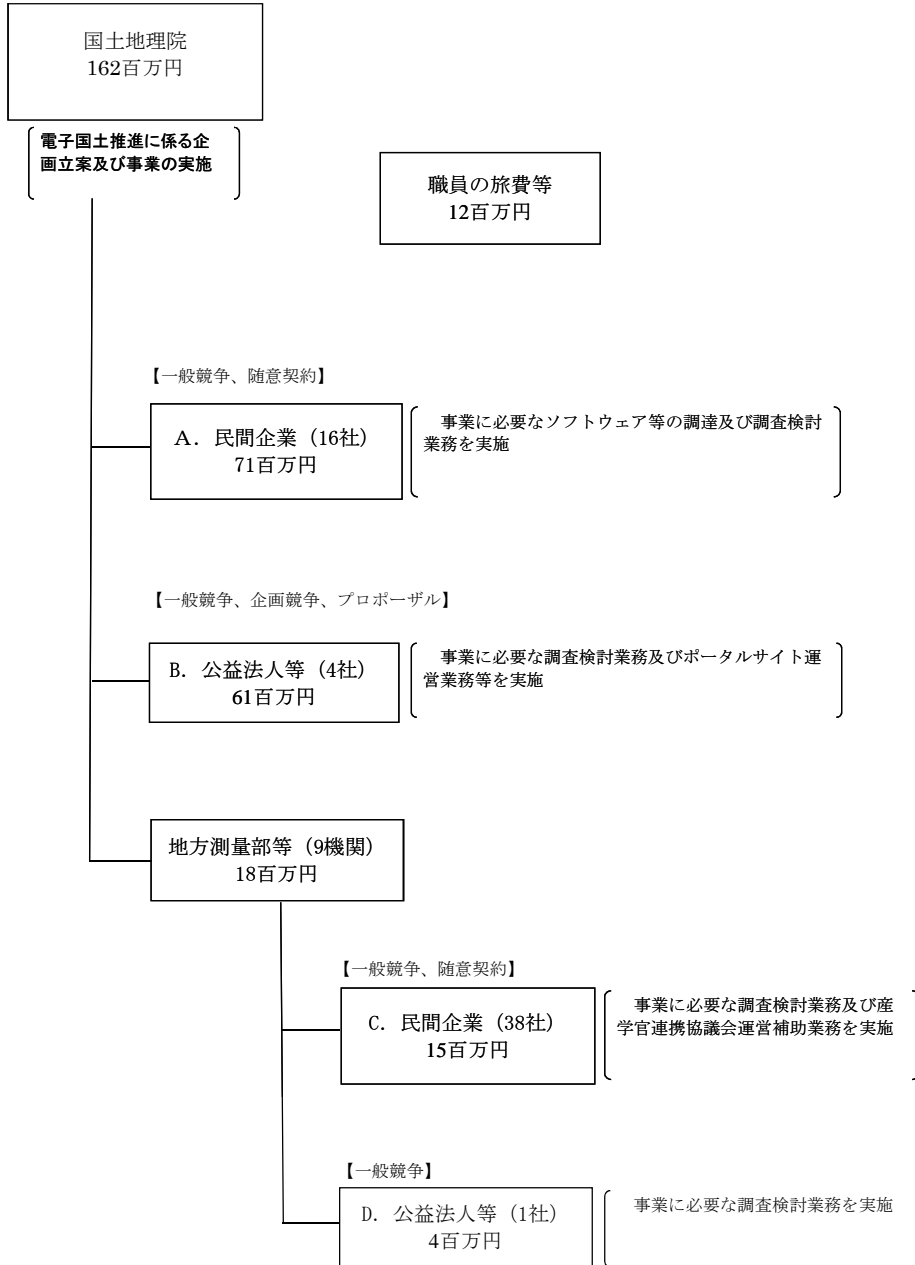 国土地理院
162百万円
電子国土推進に係る企
画立案及び事業の実施
職員の旅費等
12百万円
【一般競争、随意契約】
A. 民間企業（16社）
71百万円
事業に必要なソフトウェア等の調達及び調査検討
業務を実施
【一般競争、企画競争、プロポーザル】
B. 公益法人等（4社）
61百万円
事業に必要な調査検討業務及びポータルサイト運
営業務等を実施
地方測量部等（9機関）
18百万円
【一般競争、随意契約】
C. 民間企業（38社）
15百万円
事業に必要な調査検討業務及び産
学官連携協議会運営補助業務を実施
【一般競争】
D. 公益法人等（1社）
4百万円
事業に必要な調査検討業務を実施